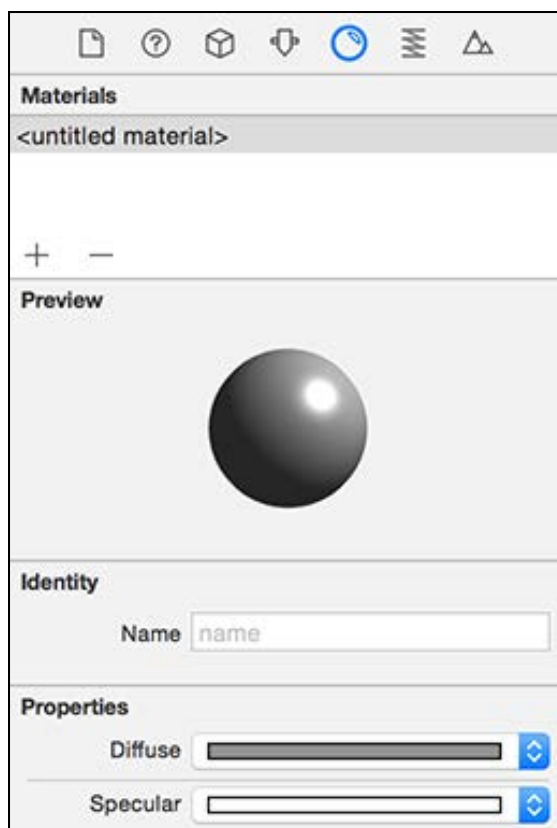 Materials
<untitled material>
Preview
Identity
Name name
Properties
Diffuse
Specular